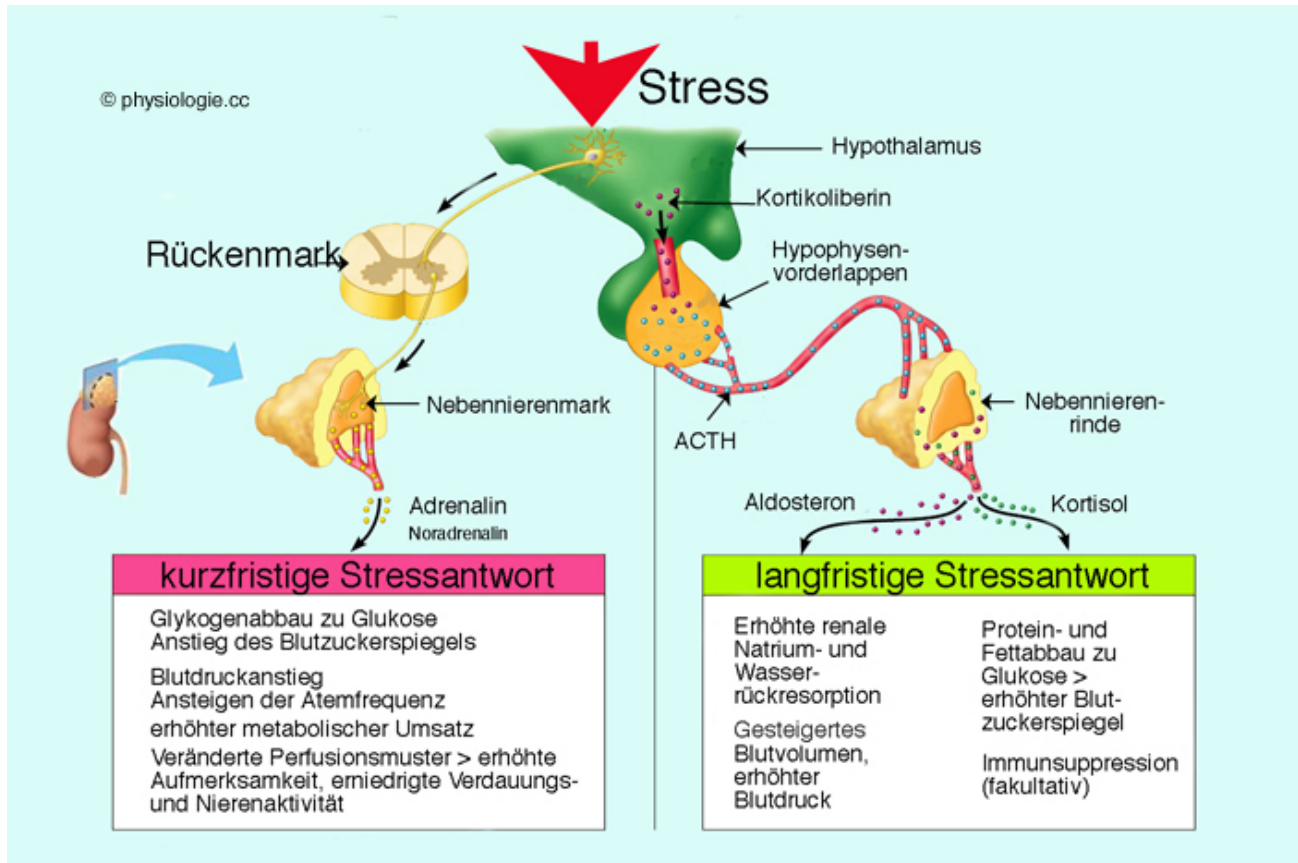 © physiologie.cc
Stress
Hypothalamus
Kortikoliberin
Rückenmark
Hypophysen-
vorderlappen
Nebennierenmark
ACTH
Nebennieren-
rinde
Adrenalin
Noradrenalin
Aldosteron
Kortisol
kurzfristige Stressantwort
Glykogenabbau zu Glukose
Anstieg des Blutzuckerspiegels
Blutdruckanstieg
Ansteigen der Atemfrequenz
erhöhter metabolischer Umsatz
Veränderte Perfusionsmuster > erhöhte
Aufmerksamkeit, erniedrigte Verdauungs-
und Nierenaktivität
langfristige Stressantwort
Erhöhte renale
Natrium- und
Wasser-
rückresorption
Gesteigertes
Blutvolumen,
erhöhter
Blutdruck
Protein- und
Fettabbau zu
Glukose >
erhöhter Blut-
zuckerspiegel
Immunsuppression
(fakultativ)